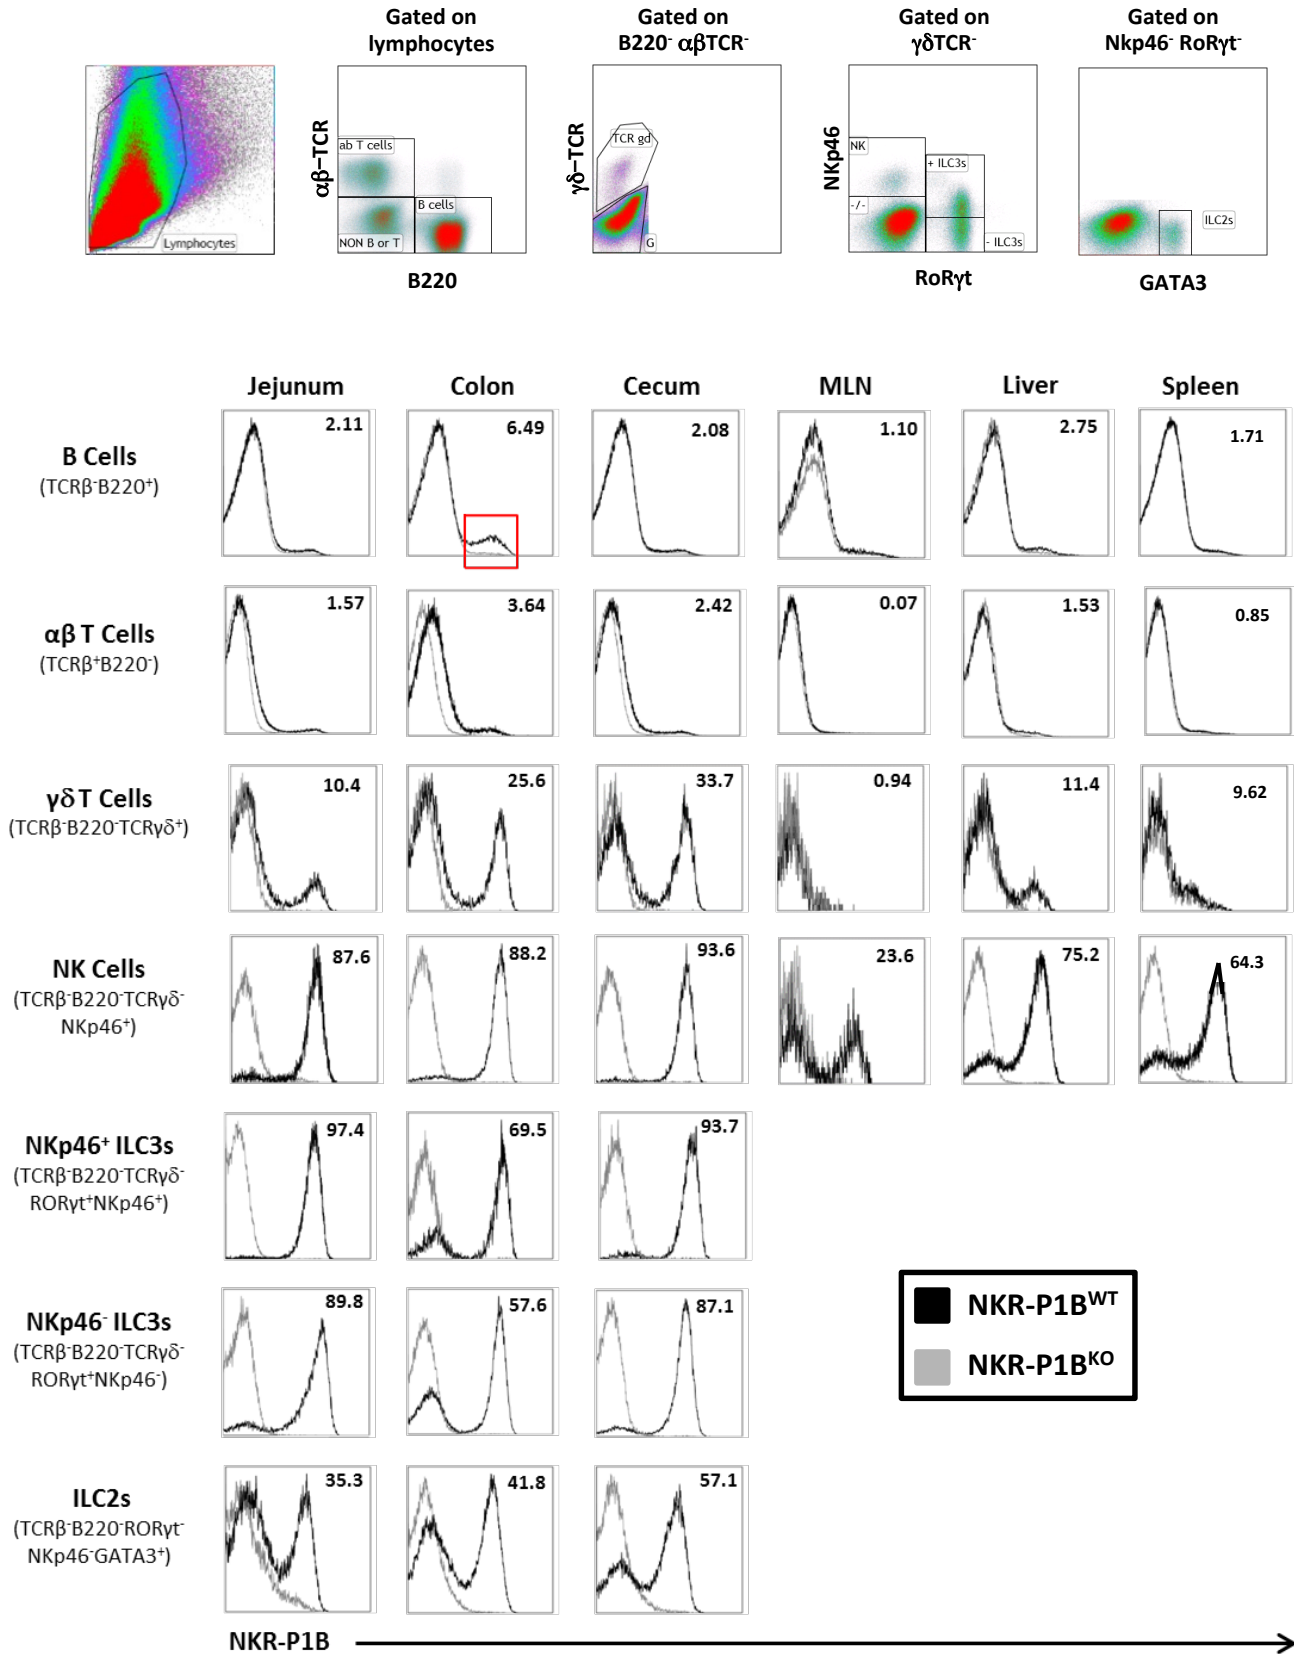 Gated on
lymphocytes
Gated on
B220⁻ αβTCR⁻
Gated on
γδTCR⁻
Gated on
Nkp46⁻ RoRγt⁻
Lymphocytes
αβ−TCR
ab T cells
B cells
NON B or T
B220
γδ−TCR
TCR gd
G
NKp46
NK
+ ILC3s
-/-
- ILC3s
RoRγt
ILC2s
GATA3
Jejunum Colon Cecum MLN Liver Spleen
B Cells
(TCRβ⁻B220⁺)
2.11 6.49 2.08 1.10 2.75 1.71
αβ T Cells
(TCRβ⁺B220⁻)
1.57 3.64 2.42 0.07 1.53 0.85
γδ T Cells
(TCRβ⁻B220⁻TCRγδ⁺)
10.4 25.6 33.7 0.94 11.4 9.62
NK Cells
(TCRβ⁻B220⁻TCRγδ⁻
NKp46⁺)
87.6 88.2 93.6 23.6 75.2 64.3
NKp46⁺ ILC3s
(TCRβ⁻B220⁻TCRγδ⁻
RORγt⁺NKp46⁺)
97.4 69.5 93.7
NKp46⁻ ILC3s
(TCRβ⁻B220⁻TCRγδ⁻
RORγt⁺NKp46⁻)
89.8 57.6 87.1
NKR-P1Bᵂᵀ
NKR-P1Bᴷᴼ
ILC2s
(TCRβ⁻B220⁻RORγt⁻
NKp46⁻GATA3⁺)
35.3 41.8 57.1
NKR-P1B